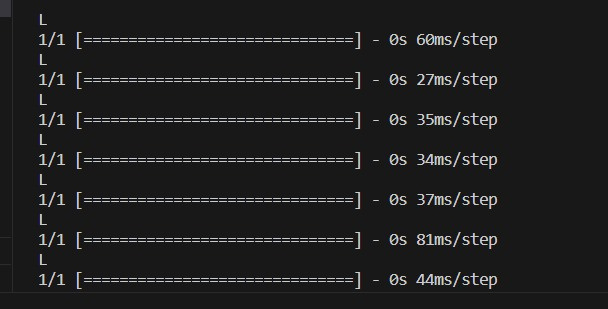 L
1/1 [==============================] - 0s 60ms/step
L
1/1 [==============================] - 0s 27ms/step
L
1/1 [==============================] - 0s 35ms/step
L
1/1 [==============================] - 0s 34ms/step
L
1/1 [==============================] - 0s 37ms/step
L
1/1 [==============================] - 0s 81ms/step
L
1/1 [==============================] - 0s 44ms/step